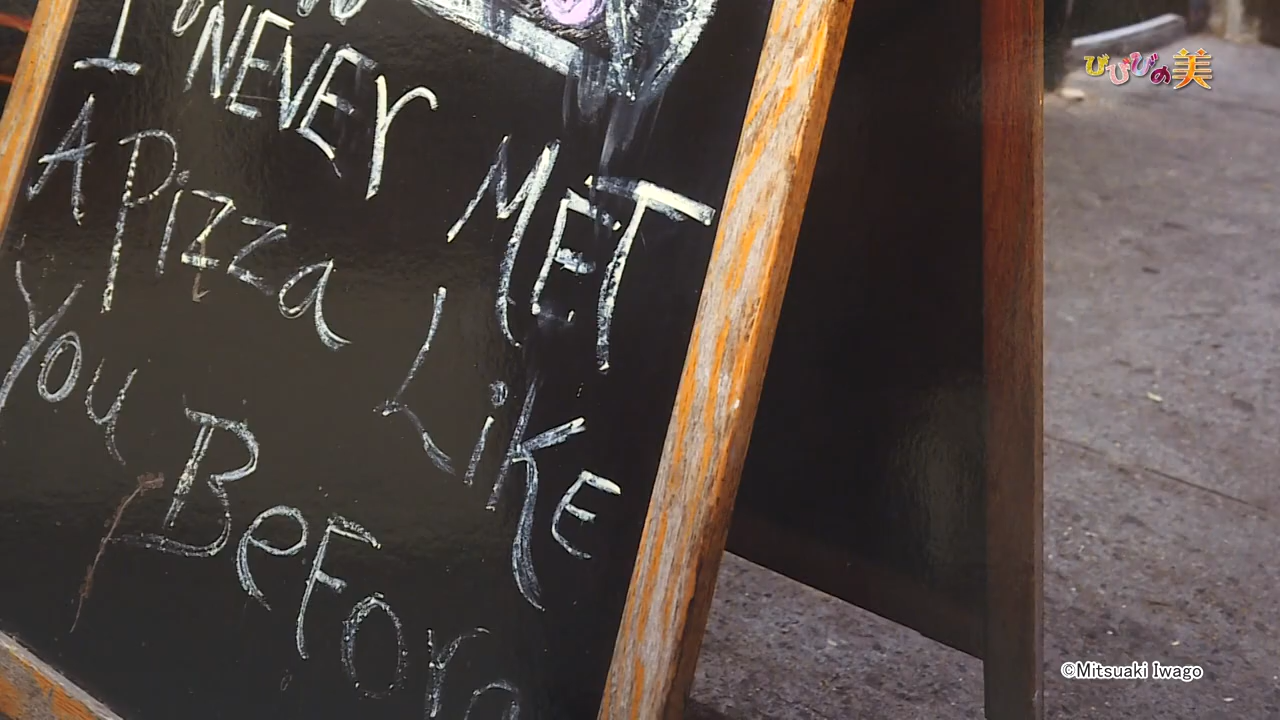 I NEVER MET
A Pizza LiKE
You BeFore
びびびの美
©Mitsuaki Iwago